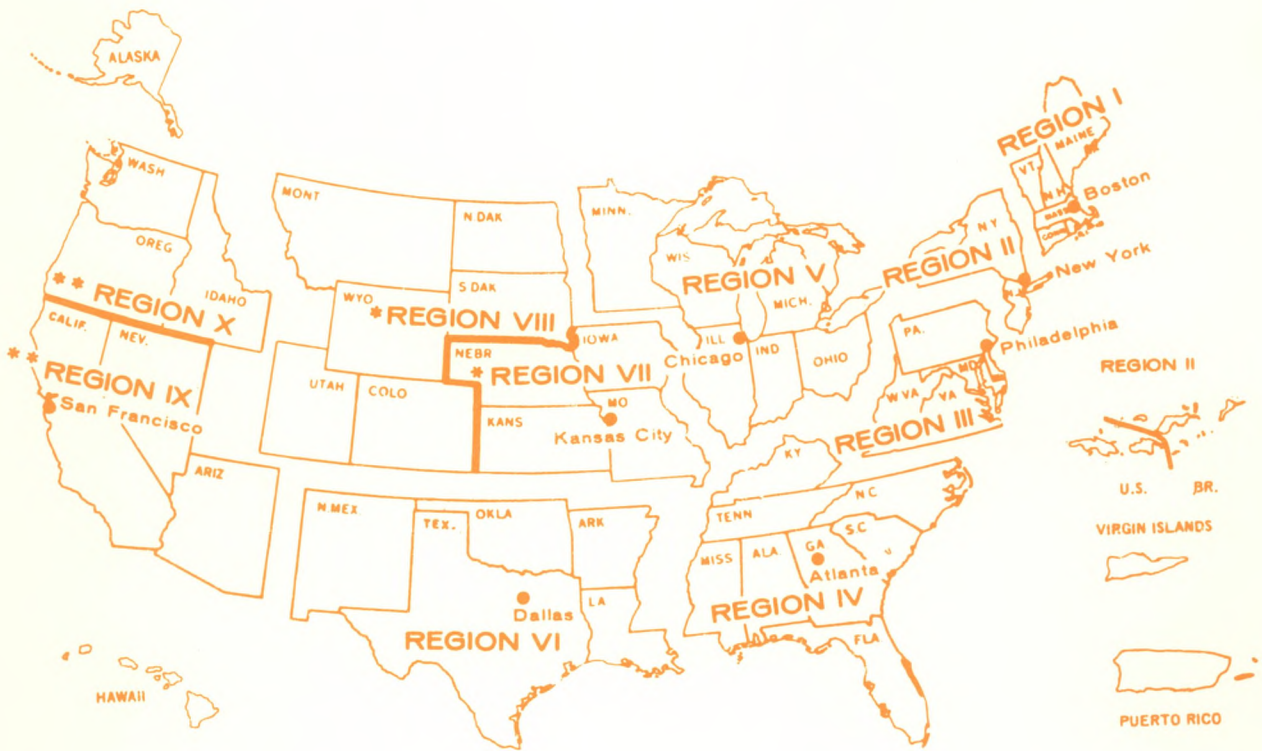 ALASKA
REGION I
MAINE
VT.
N.H.
Boston
MASS
CONN
WASH
MONT
N DAK
MINN.
N Y
OREG
WIS
REGION V
REGION II
New York
N.J.
** REGION X
IDAHO
WYO
S DAK
MICH.
*REGION VIII
CALIF.
NEV.
NEBR
IOWA
ILL
IND
OHIO
PA.
Philadelphia
Chicago
**
REGION IX
UTAH
COLO
* REGION VII
MD
REGION II
San Francisco
KANS
MO
Kansas City
W VA
VA
REGION III
KY
ARIZ
N MEX.
TEX.
OKLA
ARK
TENN
N C
S.C
U.S.
BR.
VIRGIN ISLANDS
MISS
ALA.
GA
Atlanta
Dallas
LA
REGION IV
REGION VI
FLA
HAWAII
PUERTO RICO